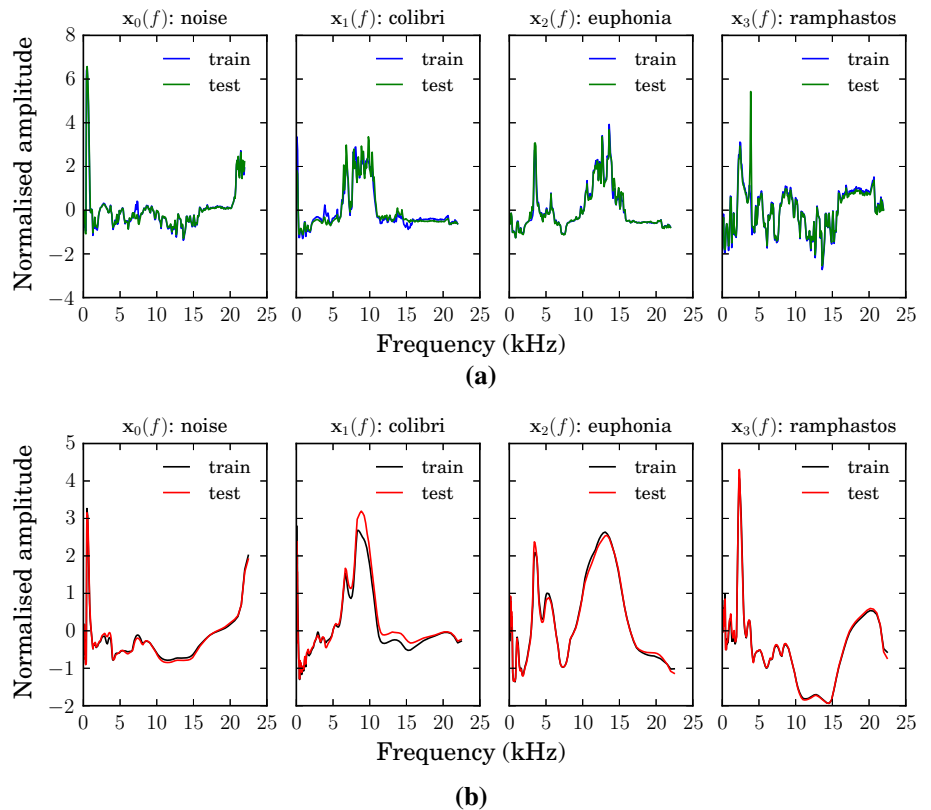 x₀(f): noise
x₁(f): colibri
x₂(f): euphonia
x₃(f): ramphastos
Normalised amplitude
8
6
4
2
0
−2
−4
train
test
train
test
train
test
train
test
0 5 10 15 20 25
0 5 10 15 20 25
0 5 10 15 20 25
0 5 10 15 20 25
Frequency (kHz)
(a)
x₀(f): noise
x₁(f): colibri
x₂(f): euphonia
x₃(f): ramphastos
Normalised amplitude
5
4
3
2
1
0
−1
−2
train
test
train
test
train
test
train
test
0 5 10 15 20 25
0 5 10 15 20 25
0 5 10 15 20 25
0 5 10 15 20 25
Frequency (kHz)
(b)